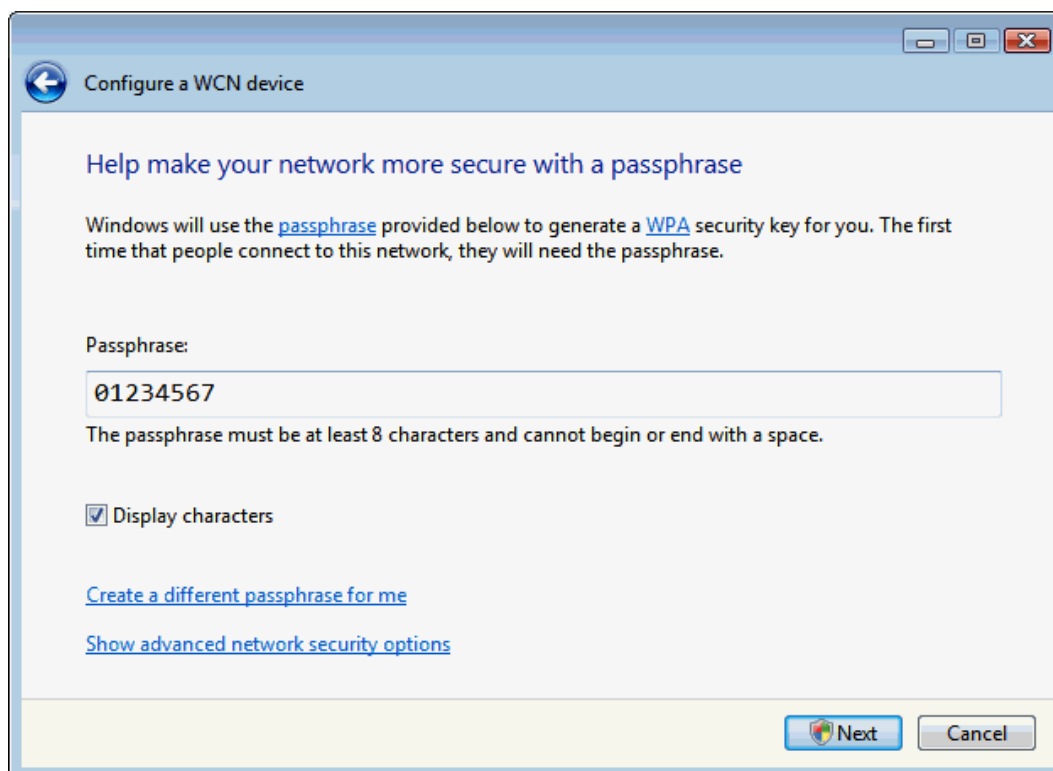 Configure a WCN device
Help make your network more secure with a passphrase
Windows will use the passphrase provided below to generate a WPA security key for you. The first
time that people connect to this network, they will need the passphrase.
Passphrase:
01234567
The passphrase must be at least 8 characters and cannot begin or end with a space.
Display characters
Create a different passphrase for me
Show advanced network security options
Next Cancel